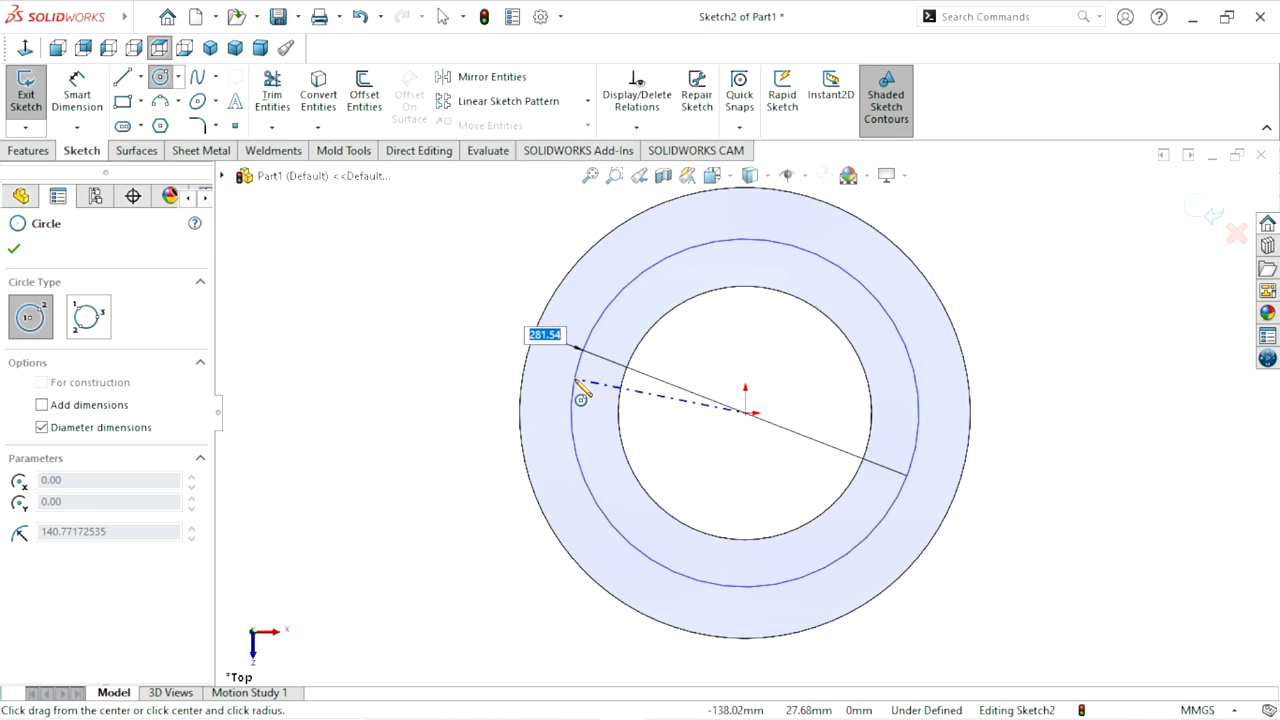 SOLIDWORKS
Sketch2 of Part1 *
Search Commands
Exit Sketch
Smart Dimension
Trim Entities
Convert Entities
Offset Entities
Offset On Surface
Mirror Entities
Linear Sketch Pattern
Move Entities
Display/Delete Relations
Repair Sketch
Quick Snaps
Rapid Sketch
Instant2D
Shaded Sketch Contours
Features
Sketch
Surfaces
Sheet Metal
Weldments
Mold Tools
Direct Editing
Evaluate
SOLIDWORKS Add-Ins
SOLIDWORKS CAM
Part1 (Default) <<Default...
Circle
Circle Type
Options
For construction
Add dimensions
Diameter dimensions
Parameters
0.00
0.00
140.77172535
281.54
X
Z
*Top
Model
3D Views
Motion Study 1
Click drag from the center or click center and click radius.
-138.02mm
27.68mm
0mm
Under Defined
Editing Sketch2
MMGS